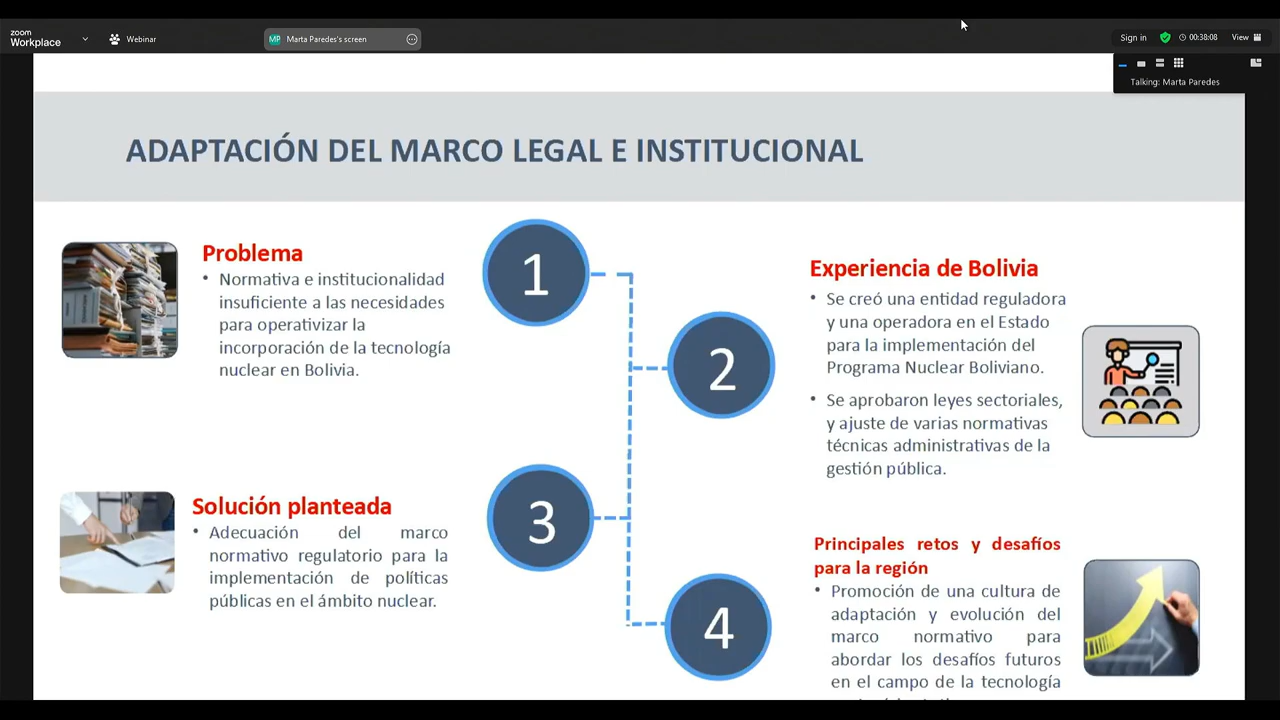 zoom
Workplace
Webinar
MP Marta Paredes's screen
Sign in
00:38:08
View
Talking: Marta Paredes
ADAPTACIÓN DEL MARCO LEGAL E INSTITUCIONAL
Problema
• Normativa e institucionalidad
insuficiente a las necesidades
para operativizar la
incorporación de la tecnología
nuclear en Bolivia.
1
2
Experiencia de Bolivia
• Se creó una entidad reguladora
y una operadora en el Estado
para la implementación del
Programa Nuclear Boliviano.
• Se aprobaron leyes sectoriales,
y ajuste de varias normativas
técnicas administrativas de la
gestión pública.
Solución planteada
• Adecuación del marco
normativo regulatorio para la
implementación de políticas
públicas en el ámbito nuclear.
3
4
Principales retos y desafíos
para la región
• Promoción de una cultura de
adaptación y evolución del
marco normativo para
abordar los desafíos futuros
en el campo de la tecnología